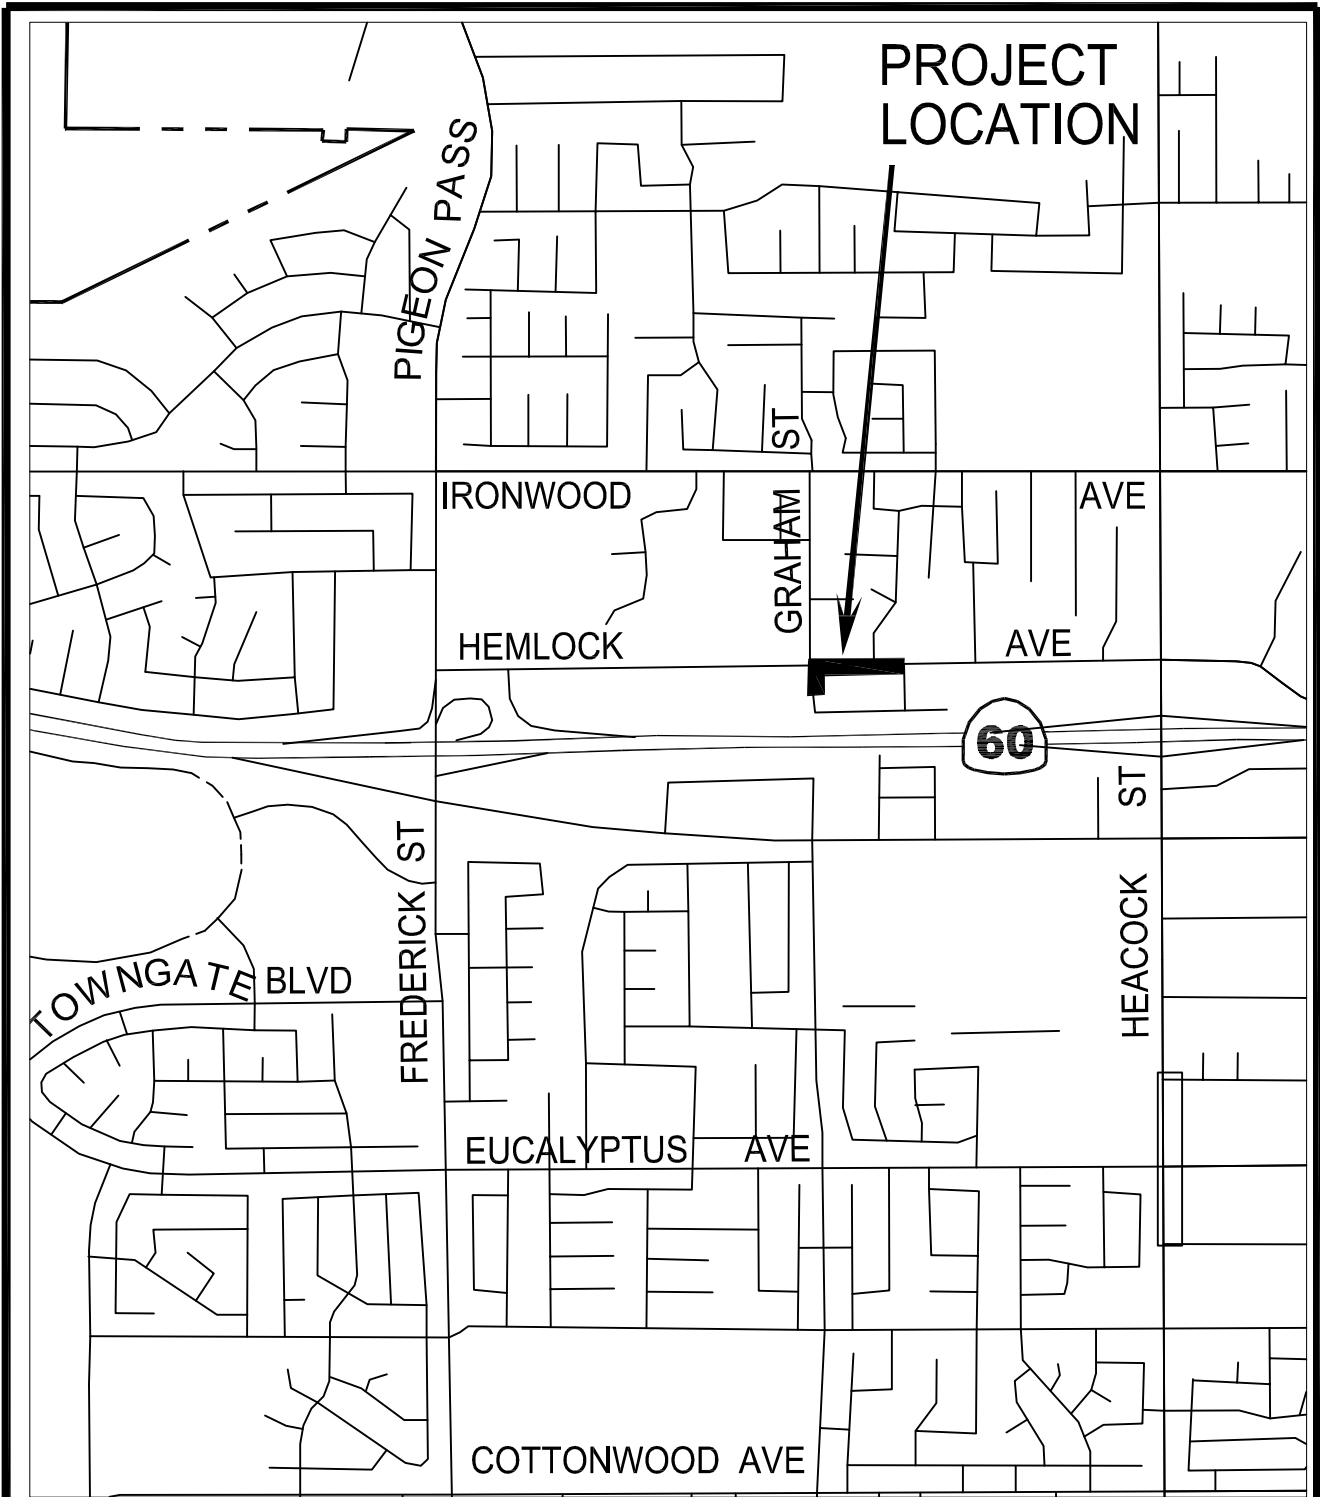 PROJECT
LOCATION
PIGEON PASS
IRONWOOD AVE
GRAHAM ST
HEMLOCK AVE
60
FREDERICK ST
HEACOCK ST
TOWNGATE BLVD
EUCALYPTUS AVE
COTTONWOOD AVE